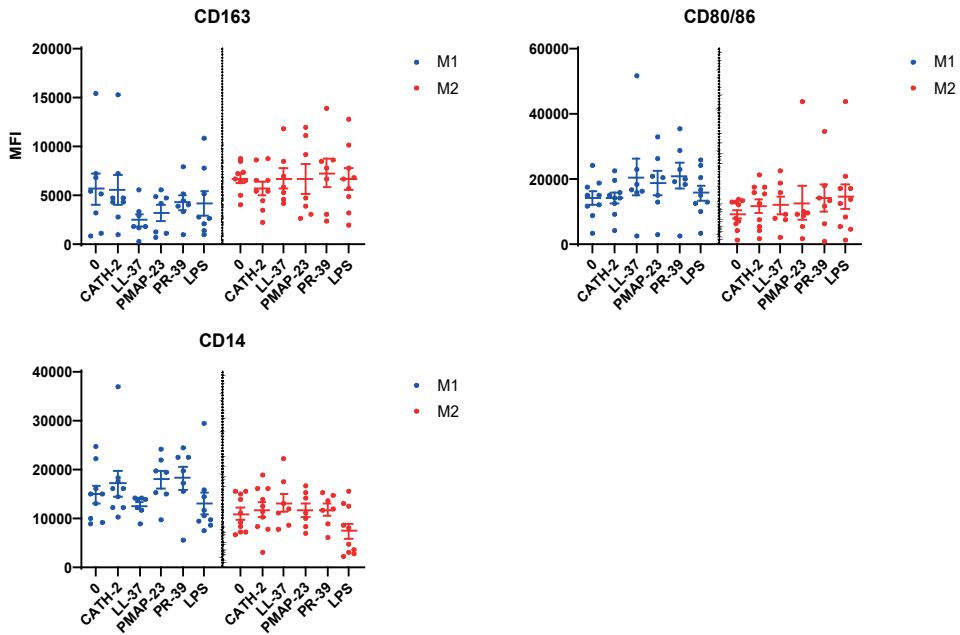 CD163
MFI
20000
15000
10000
5000
0
0
CATH-2
LL-37
PMAP-23
PR-39
LPS
0
CATH-2
LL-37
PMAP-23
PR-39
LPS
M1
M2
CD80/86
60000
40000
20000
0
0
CATH-2
LL-37
PMAP-23
PR-39
LPS
0
CATH-2
LL-37
PMAP-23
PR-39
LPS
M1
M2
CD14
40000
30000
20000
10000
0
0
CATH-2
LL-37
PMAP-23
PR-39
LPS
0
CATH-2
LL-37
PMAP-23
PR-39
LPS
M1
M2